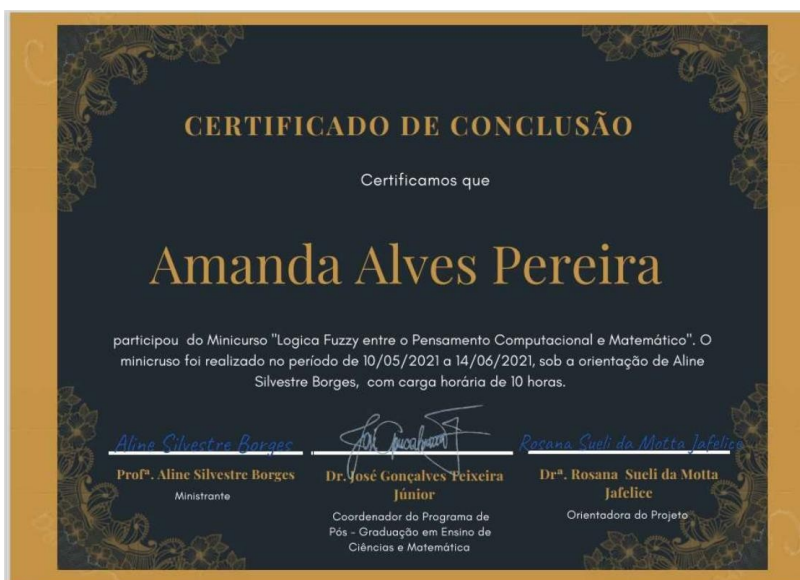 CERTIFICADO DE CONCLUSÃO
Certificamos que
Amanda Alves Pereira
participou do Minicurso "Logica Fuzzy entre o Pensamento Computacional e Matemático". O
minicruso foi realizado no período de 10/05/2021 a 14/06/2021, sob a orientação de Aline
Silvestre Borges, com carga horária de 10 horas.
Aline Silvestre Borges
Rosana Sueli da Motta Jafelice
Profª. Aline Silvestre Borges
Ministrante
Dr. José Gonçalves Teixeira
Júnior
Coordenador do Programa de
Pós - Graduação em Ensino de
Ciências e Matemática
Drª. Rosana Sueli da Motta
Jafelice
Orientadora do Projeto